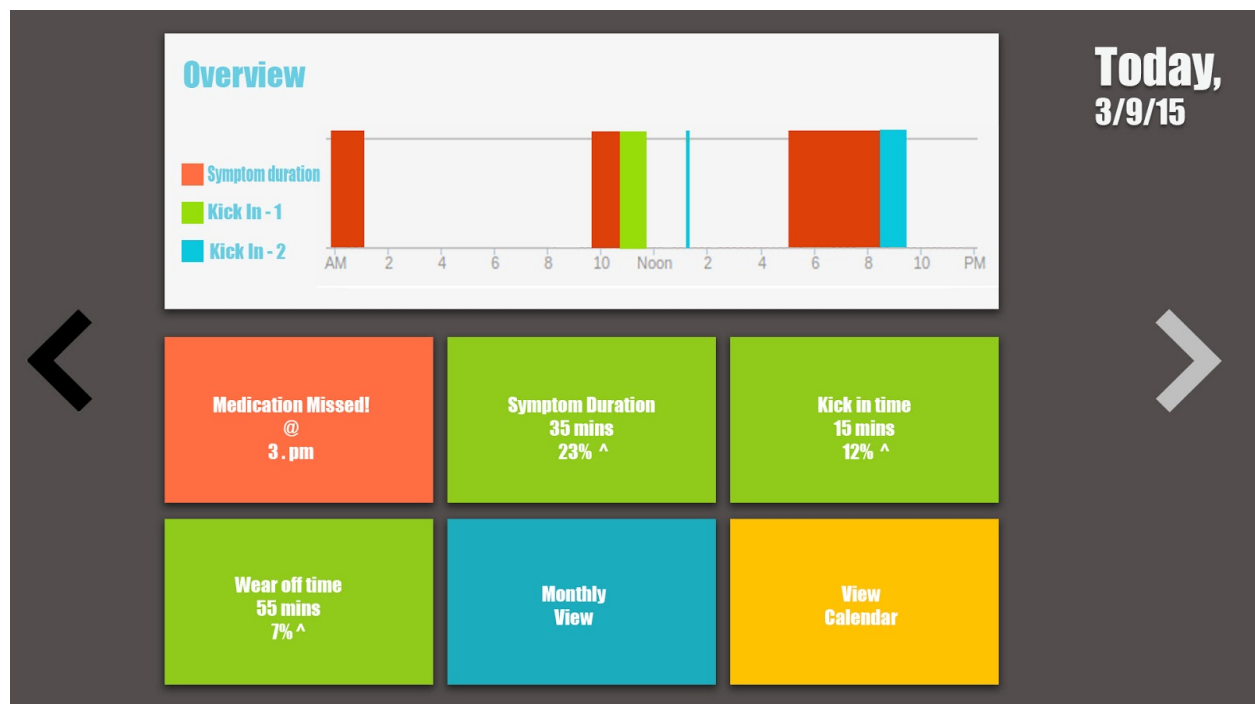 Overview
Today,
3/9/15
Symptom duration
Kick In - 1
Kick In - 2
AM 2 4 6 8 10 Noon 2 4 6 8 10 PM
Medication Missed!
@
3 . pm
Symptom Duration
35 mins
23% ^
Kick in time
15 mins
12% ^
Wear off time
55 mins
7% ^
Monthly
View
View
Calendar